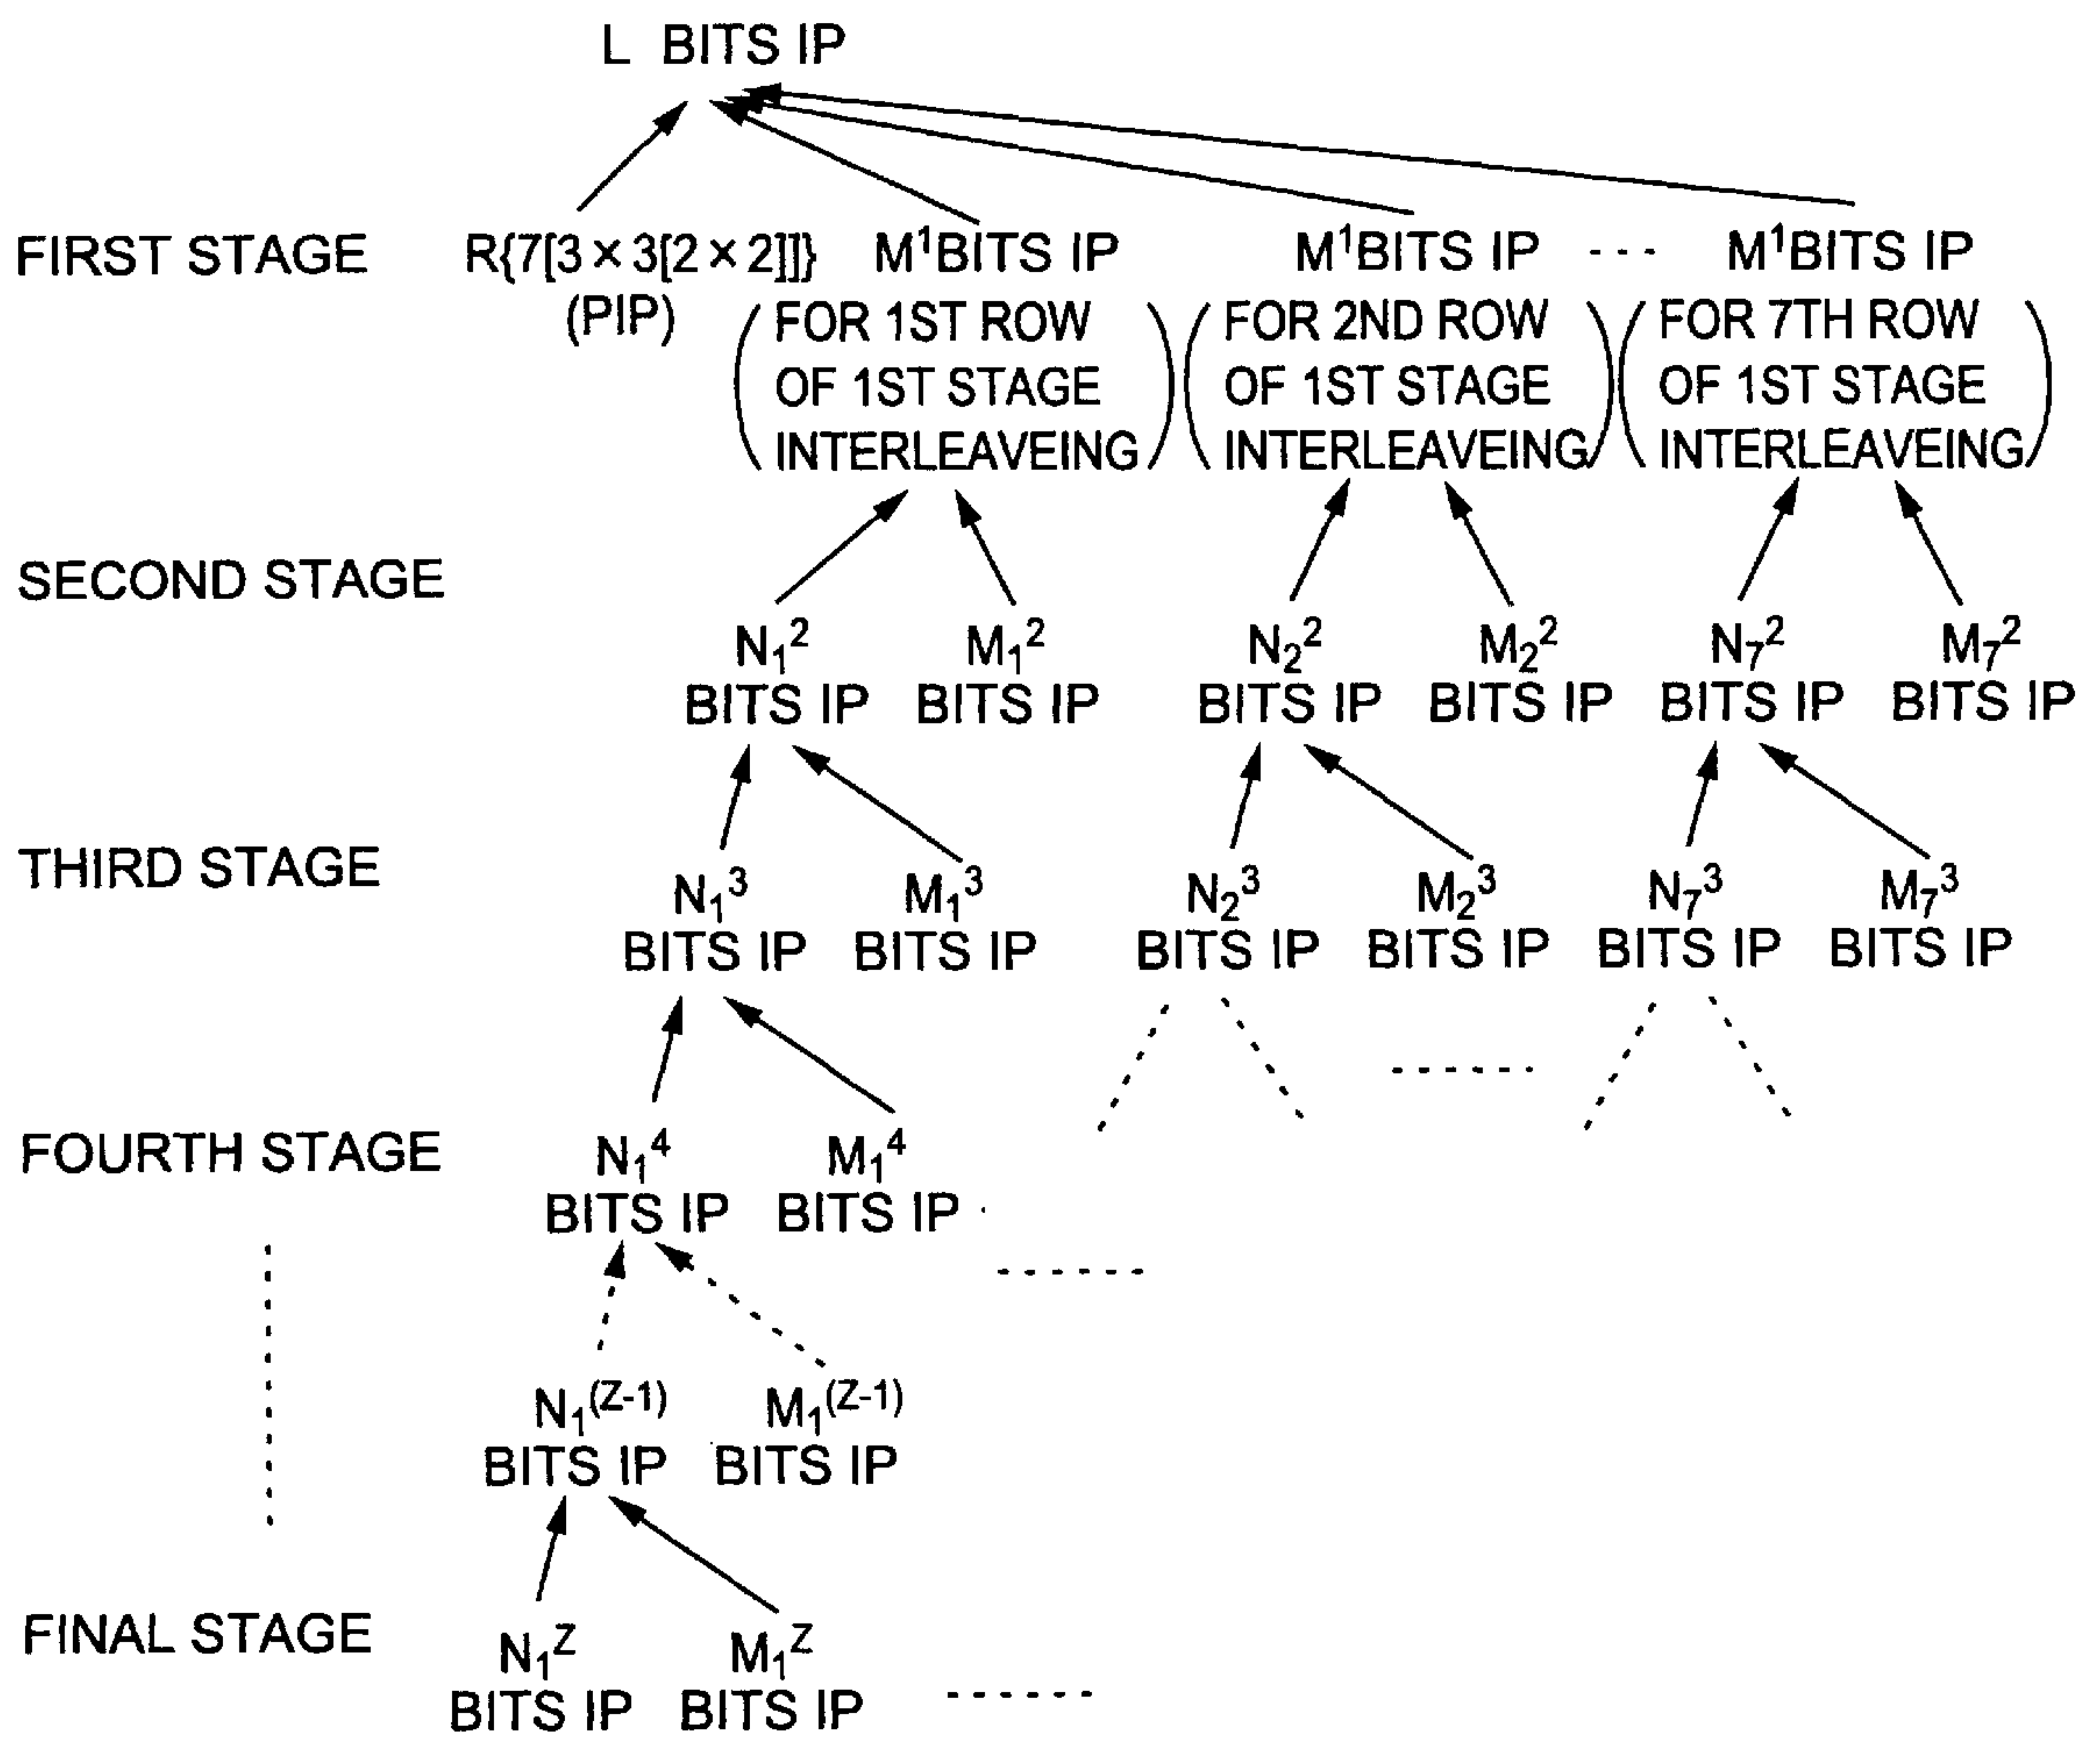 L BITS IP
FIRST STAGE R{7[3 × 3[2 × 2]]} M¹BITS IP M¹BITS IP - - - M¹BITS IP
(PIP) (FOR 1ST ROW (FOR 2ND ROW (FOR 7TH ROW
OF 1ST STAGE OF 1ST STAGE OF 1ST STAGE
INTERLEAVEING) INTERLEAVEING) INTERLEAVEING)
SECOND STAGE
N₁² M₁² N₂² M₂² N₇² M₇²
BITS IP BITS IP BITS IP BITS IP BITS IP BITS IP
THIRD STAGE
N₁³ M₁³ N₂³ M₂³ N₇³ M₇³
BITS IP BITS IP BITS IP BITS IP BITS IP BITS IP
FOURTH STAGE N₁⁴ M₁⁴
BITS IP BITS IP
N₁(Z-1) M₁(Z-1)
BITS IP BITS IP
FINAL STAGE N₁Z M₁Z
BITS IP BITS IP